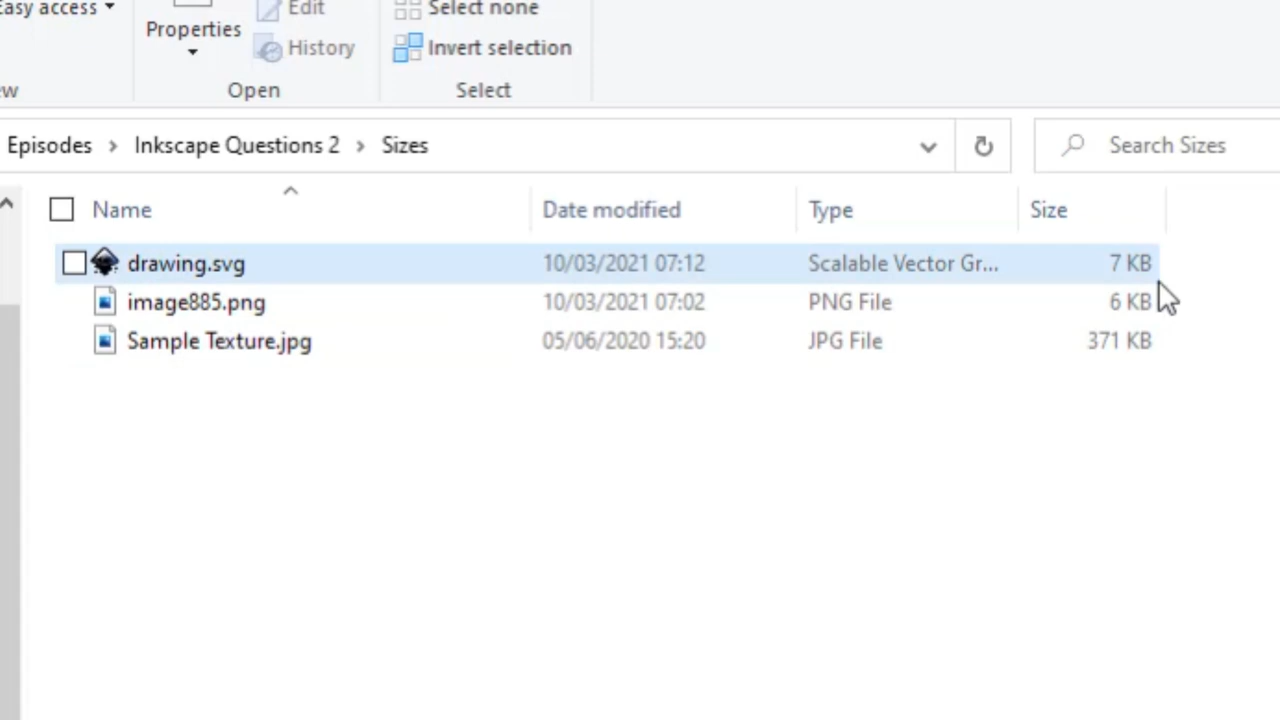 Easy access
Edit
Select none
Properties
History
Invert selection
Open
Select
Episodes > Inkscape Questions 2 > Sizes
Search Sizes
Name Date modified Type Size
drawing.svg 10/03/2021 07:12 Scalable Vector Gr... 7 KB
image885.png 10/03/2021 07:02 PNG File 6 KB
Sample Texture.jpg 05/06/2020 15:20 JPG File 371 KB